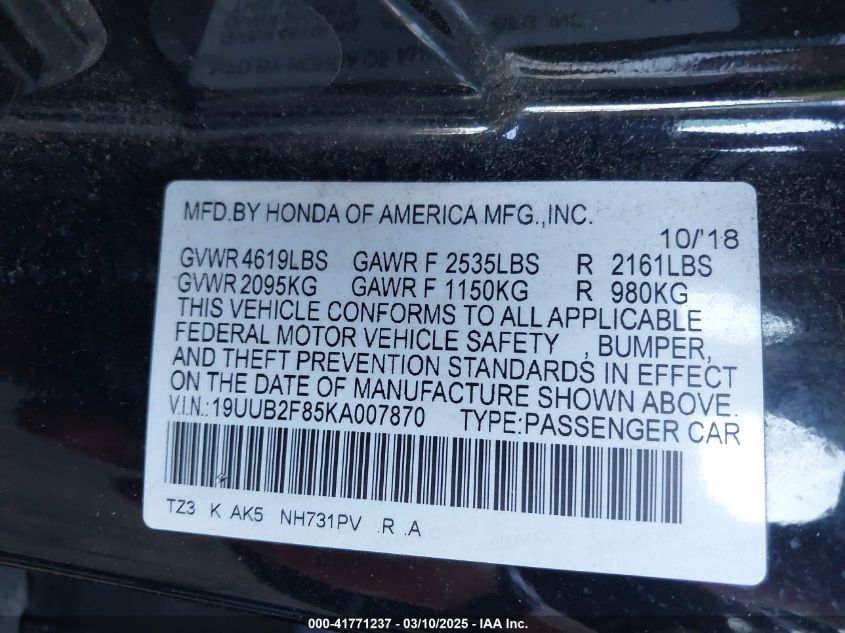 MFD.BY HONDA OF AMERICA MFG.,INC.
10/'18
GVWR 4619LBS GAWR F 2535LBS R 2161LBS
GVWR 2095KG GAWR F 1150KG R 980KG
THIS VEHICLE CONFORMS TO ALL APPLICABLE
FEDERAL MOTOR VEHICLE SAFETY , BUMPER,
AND THEFT PREVENTION STANDARDS IN EFFECT
ON THE DATE OF MANUFACTURE SHOWN ABOVE.
V.I.N.:19UUB2F85KA007870 TYPE:PASSENGER CAR
TZ3 K AK5 NH731PV .R .A
000-41771237 - 03/10/2025 - IAA Inc.